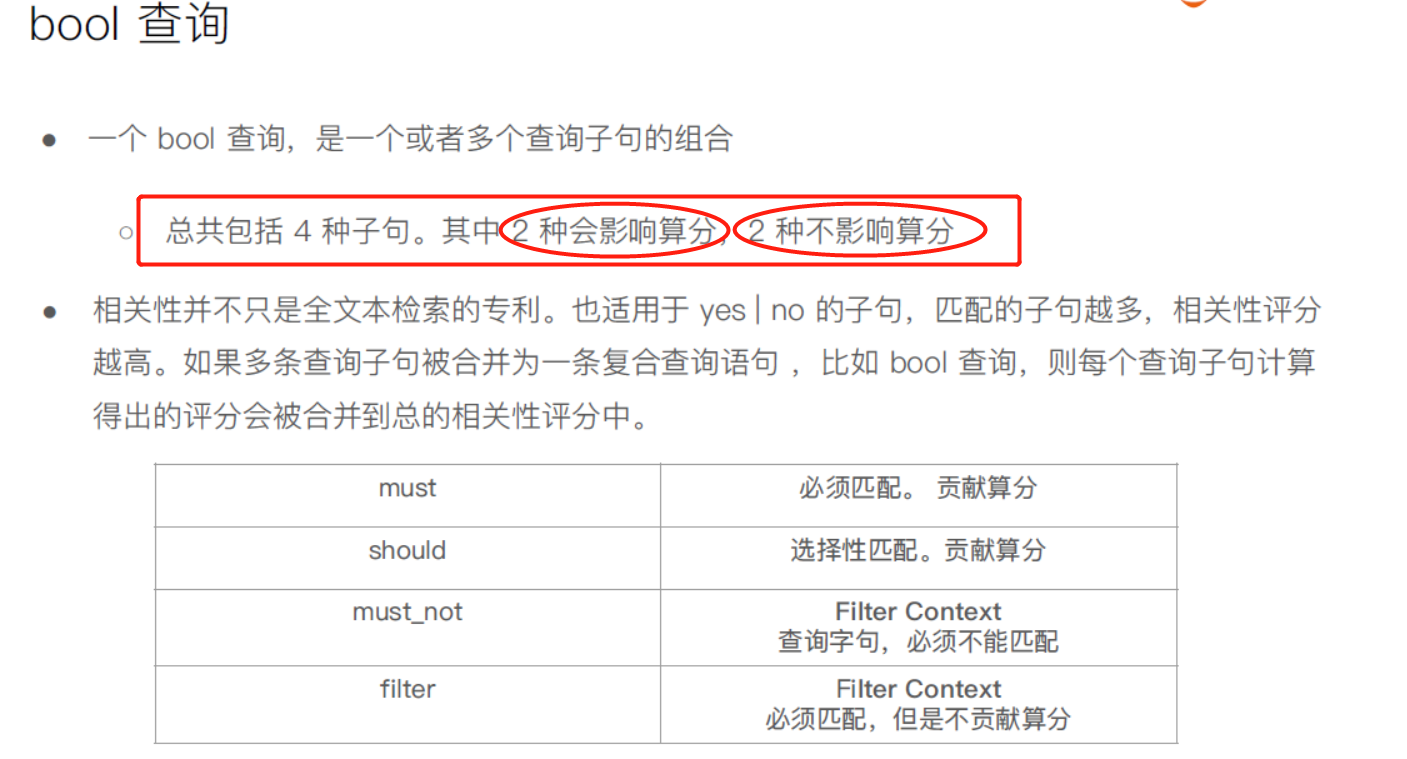 bool 查询
一个 bool 查询，是一个或者多个查询子句的组合
总共包括 4 种子句。其中 2 种会影响算分，2 种不影响算分
相关性并不只是全文本检索的专利。也适用于 yes | no 的子句，匹配的子句越多，相关性评分
越高。如果多条查询子句被合并为一条复合查询语句 ，比如 bool 查询，则每个查询子句计算
得出的评分会被合并到总的相关性评分中。
must 必须匹配。 贡献算分
should 选择性匹配。贡献算分
must_not Filter Context
查询字句，必须不能匹配
filter Filter Context
必须匹配，但是不贡献算分